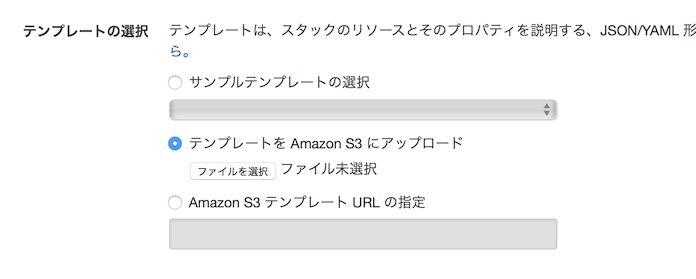 テンプレートの選択
テンプレートは、スタックのリソースとそのプロパティを説明する、JSON/YAML 形
ら。
サンプルテンプレートの選択
テンプレートを Amazon S3 にアップロード
ファイルを選択 ファイル未選択
Amazon S3 テンプレート URL の指定